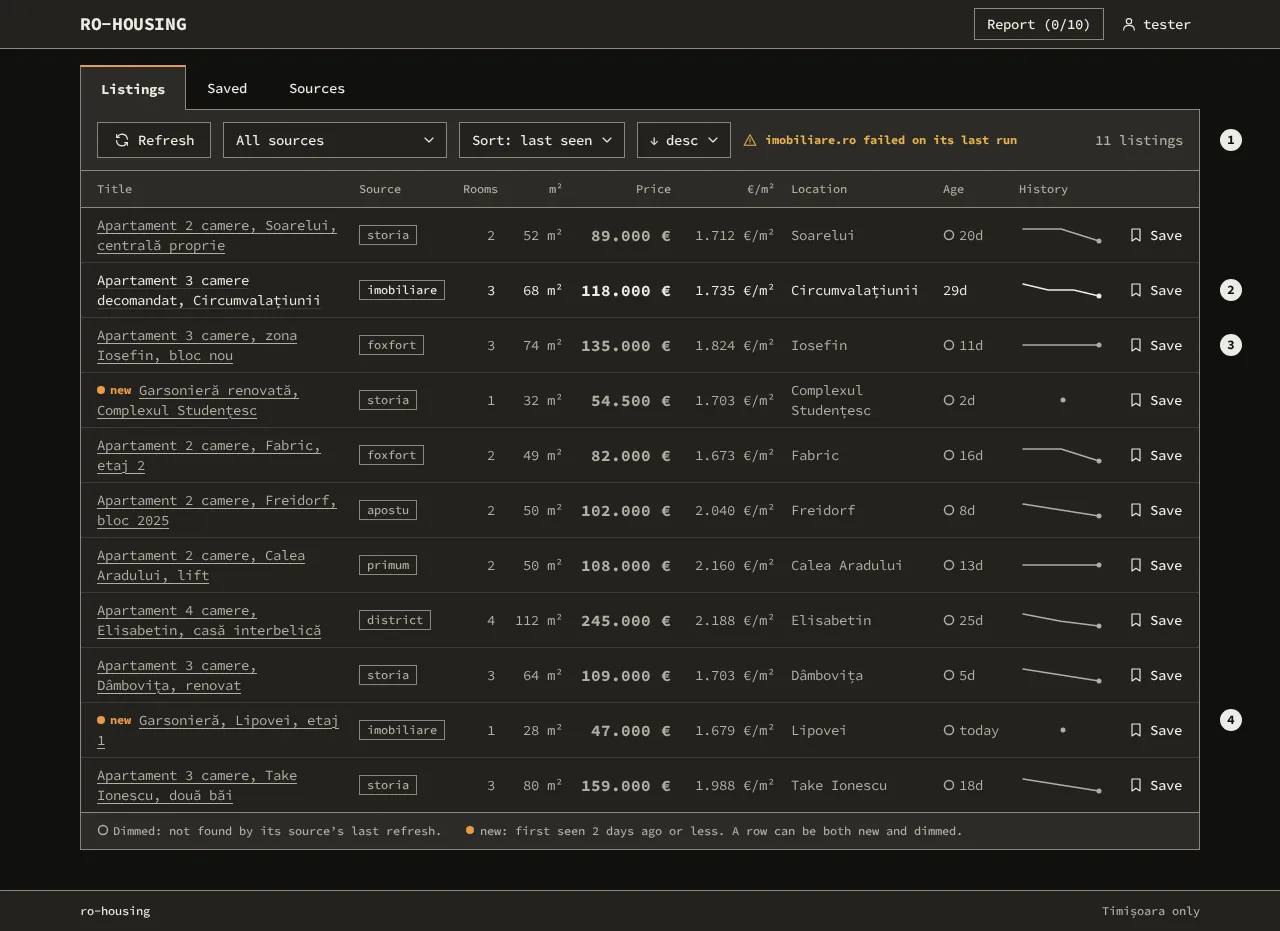 RO-HOUSING
Report (0/10)
tester
Listings
Saved
Sources
Refresh
All sources
Sort: last seen
↓ desc
imobiliare.ro failed on its last run
11 listings
1
Title Source Rooms m² Price €/m² Location Age History
Apartament 2 camere, Soarelui,
centrală proprie
storia 2 52 m² 89.000 € 1.712 €/m² Soarelui 20d Save
Apartament 3 camere
decomandat, Circumvalațiunii
imobiliare 3 68 m² 118.000 € 1.735 €/m² Circumvalațiunii 29d Save
2
Apartament 3 camere, zona
Iosefin, bloc nou
foxfort 3 74 m² 135.000 € 1.824 €/m² Iosefin 11d Save
3
new Garsonieră renovată,
Complexul Studențesc
storia 1 32 m² 54.500 € 1.703 €/m² Complexul
Studențesc
2d Save
Apartament 2 camere, Fabric,
etaj 2
foxfort 2 49 m² 82.000 € 1.673 €/m² Fabric 16d Save
Apartament 2 camere, Freidorf,
bloc 2025
apostu 2 50 m² 102.000 € 2.040 €/m² Freidorf 8d Save
Apartament 2 camere, Calea
Aradului, lift
primum 2 50 m² 108.000 € 2.160 €/m² Calea Aradului 13d Save
Apartament 4 camere,
Elisabetin, casă interbelică
district 4 112 m² 245.000 € 2.188 €/m² Elisabetin 25d Save
Apartament 3 camere,
Dâmbovița, renovat
storia 3 64 m² 109.000 € 1.703 €/m² Dâmbovița 5d Save
new Garsonieră, Lipovei, etaj
1
imobiliare 1 28 m² 47.000 € 1.679 €/m² Lipovei today Save
4
Apartament 3 camere, Take
Ionescu, două băi
storia 3 80 m² 159.000 € 1.988 €/m² Take Ionescu 18d Save
Dimmed: not found by its source’s last refresh.
new: first seen 2 days ago or less. A row can be both new and dimmed.
ro-housing
Timișoara only